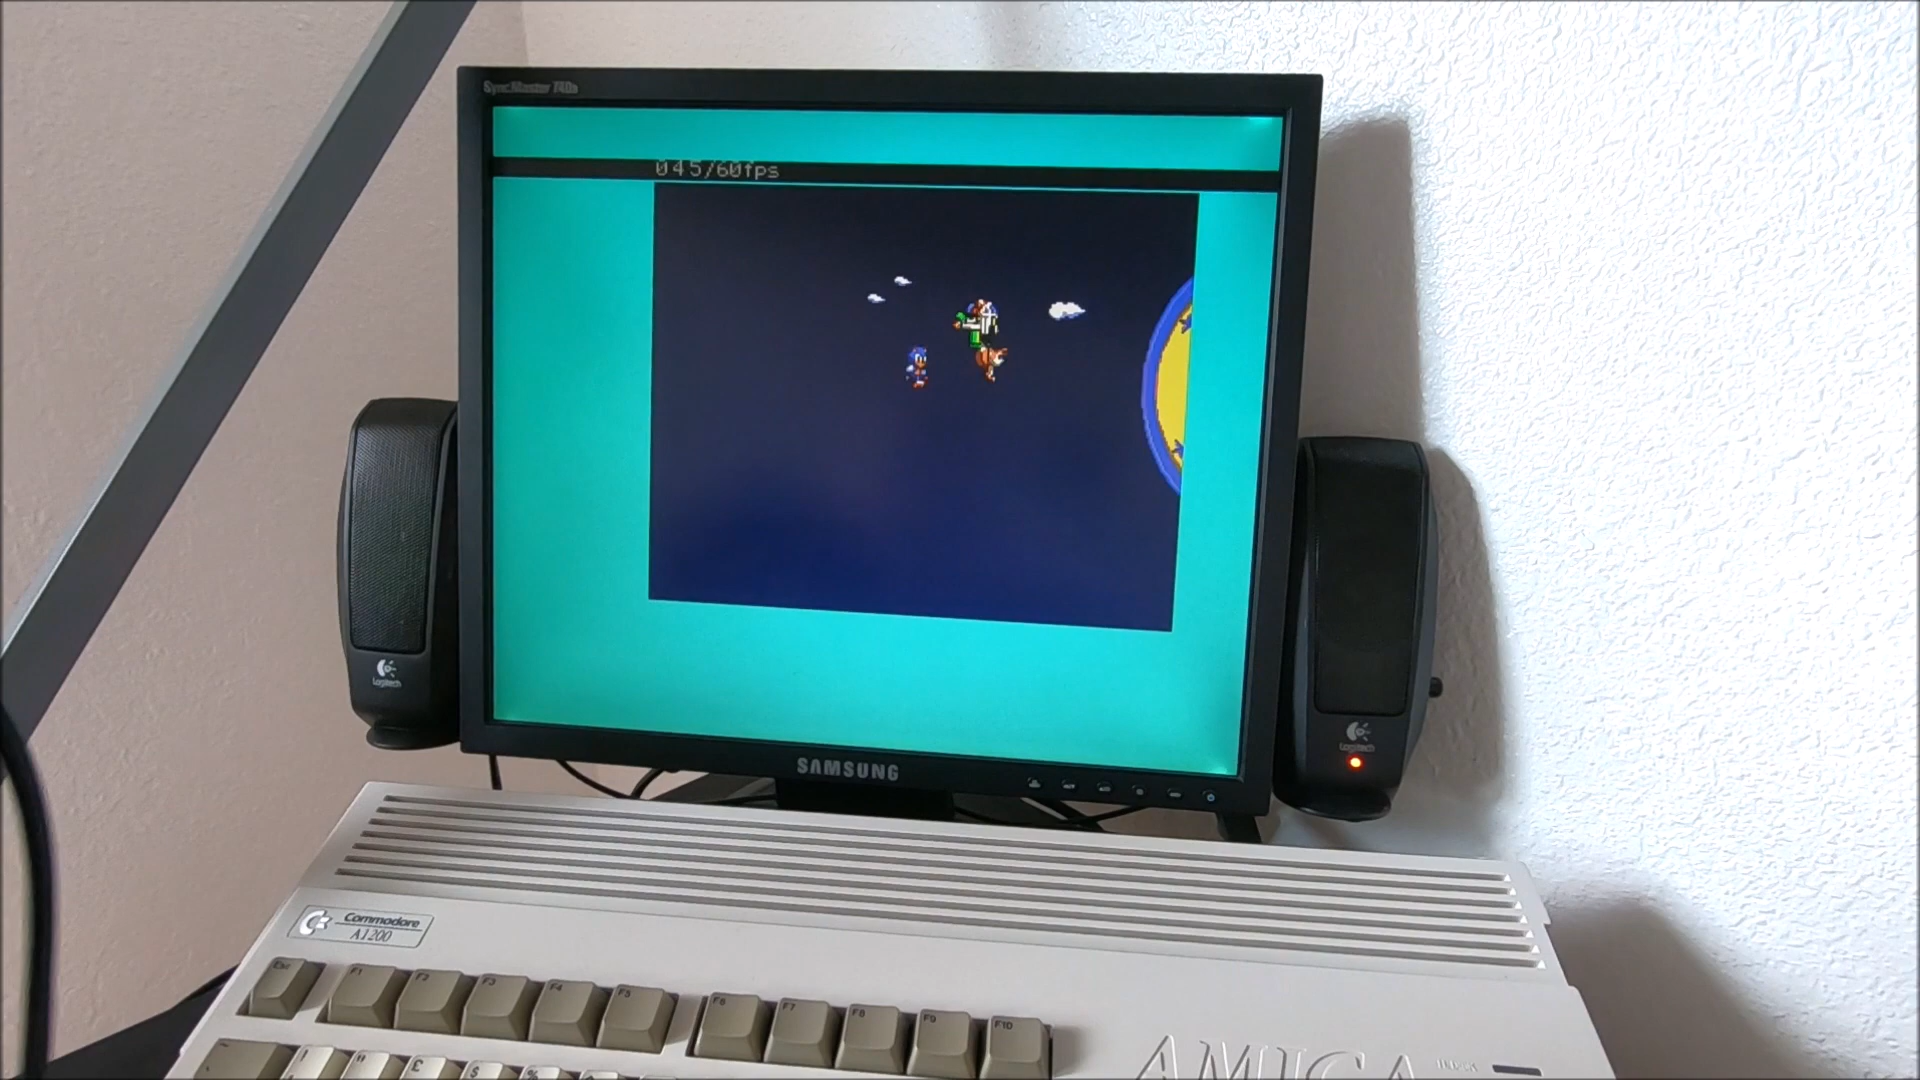 SyncMaster 740n
045/60fps
Logitech
Logitech
SAMSUNG
Commodore
A1200
Esc
F1
F2
F3
F4
F5
F6
F7
F8
F9
F10
~
!
"
£
$
%
AMIGA